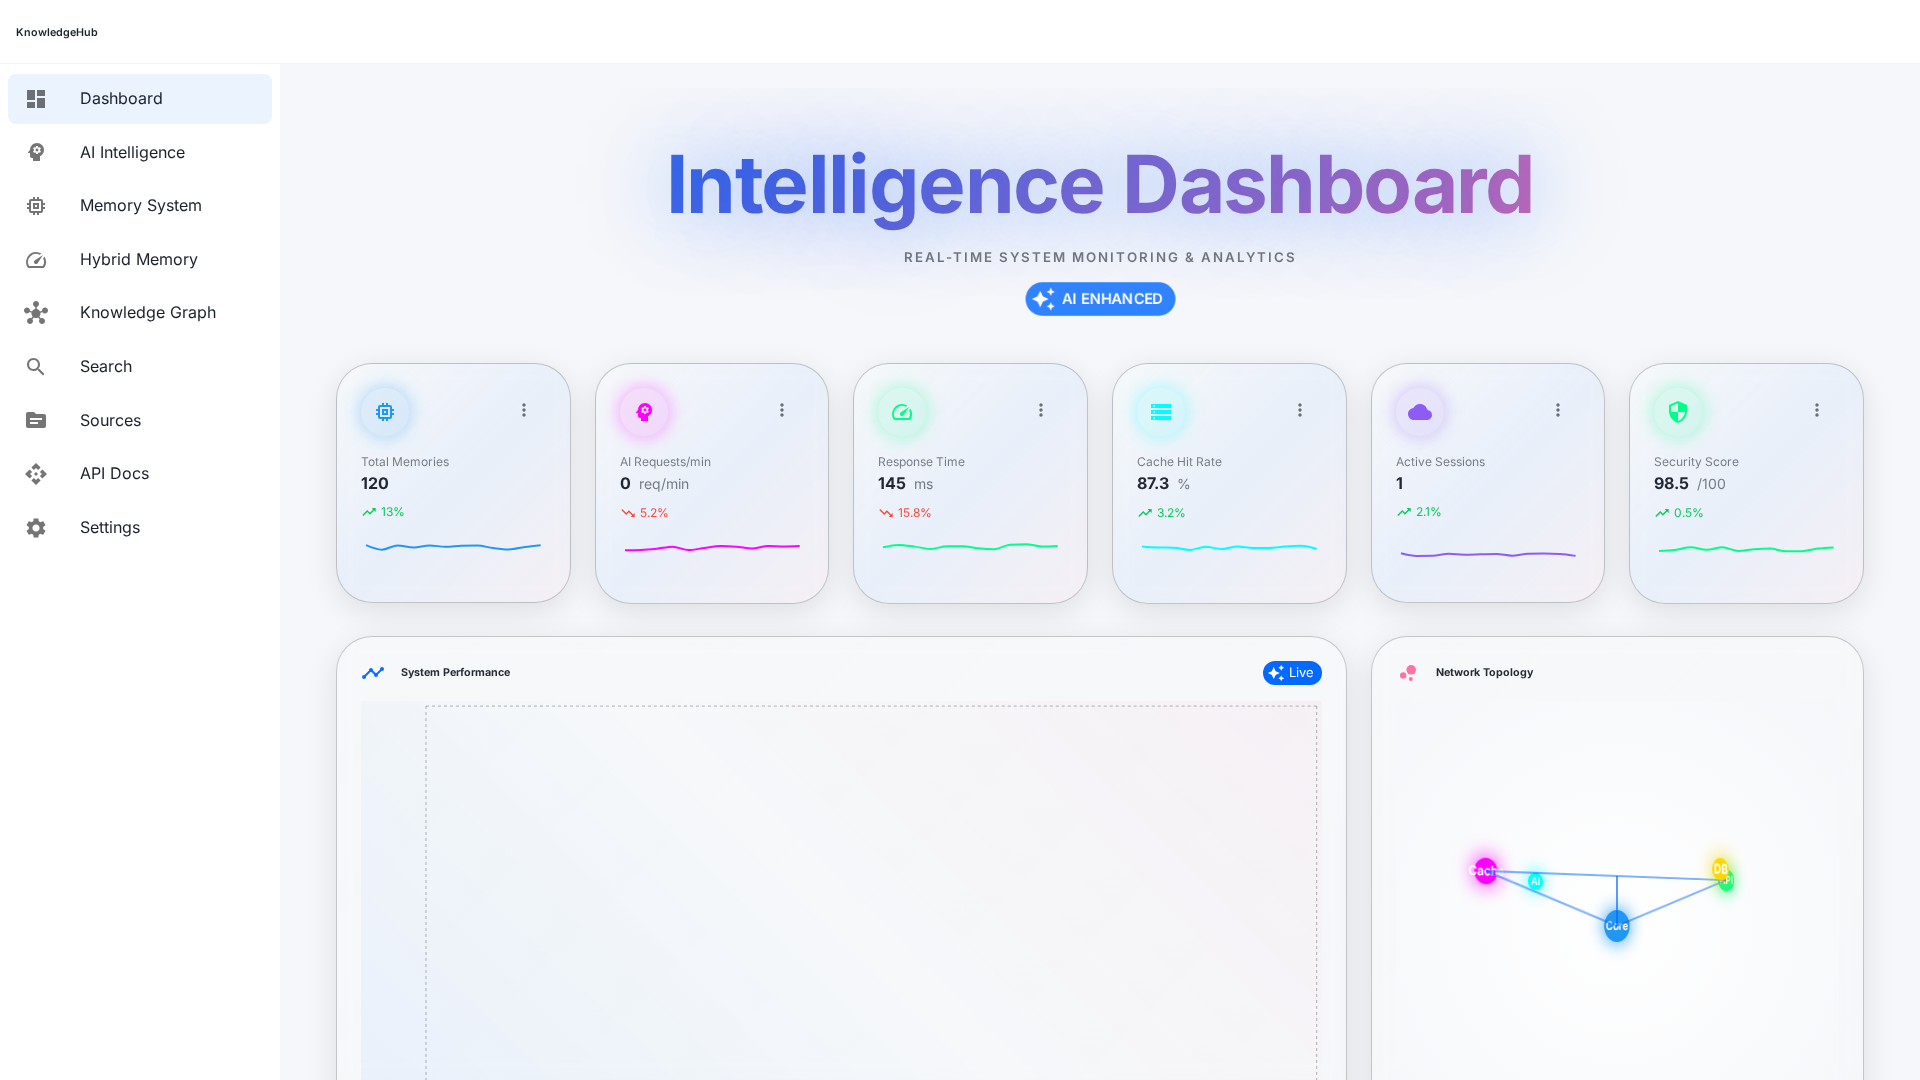 KnowledgeHub
Dashboard
AI Intelligence
Memory System
Hybrid Memory
Knowledge Graph
Search
Sources
API Docs
Settings
Intelligence Dashboard
REAL-TIME SYSTEM MONITORING & ANALYTICS
AI ENHANCED
Total Memories
120
13%
AI Requests/min
0 req/min
5.2%
Response Time
145 ms
15.8%
Cache Hit Rate
87.3 %
3.2%
Active Sessions
1
2.1%
Security Score
98.5 /100
0.5%
System Performance
Live
Network Topology
Cache
AI
DB
Core